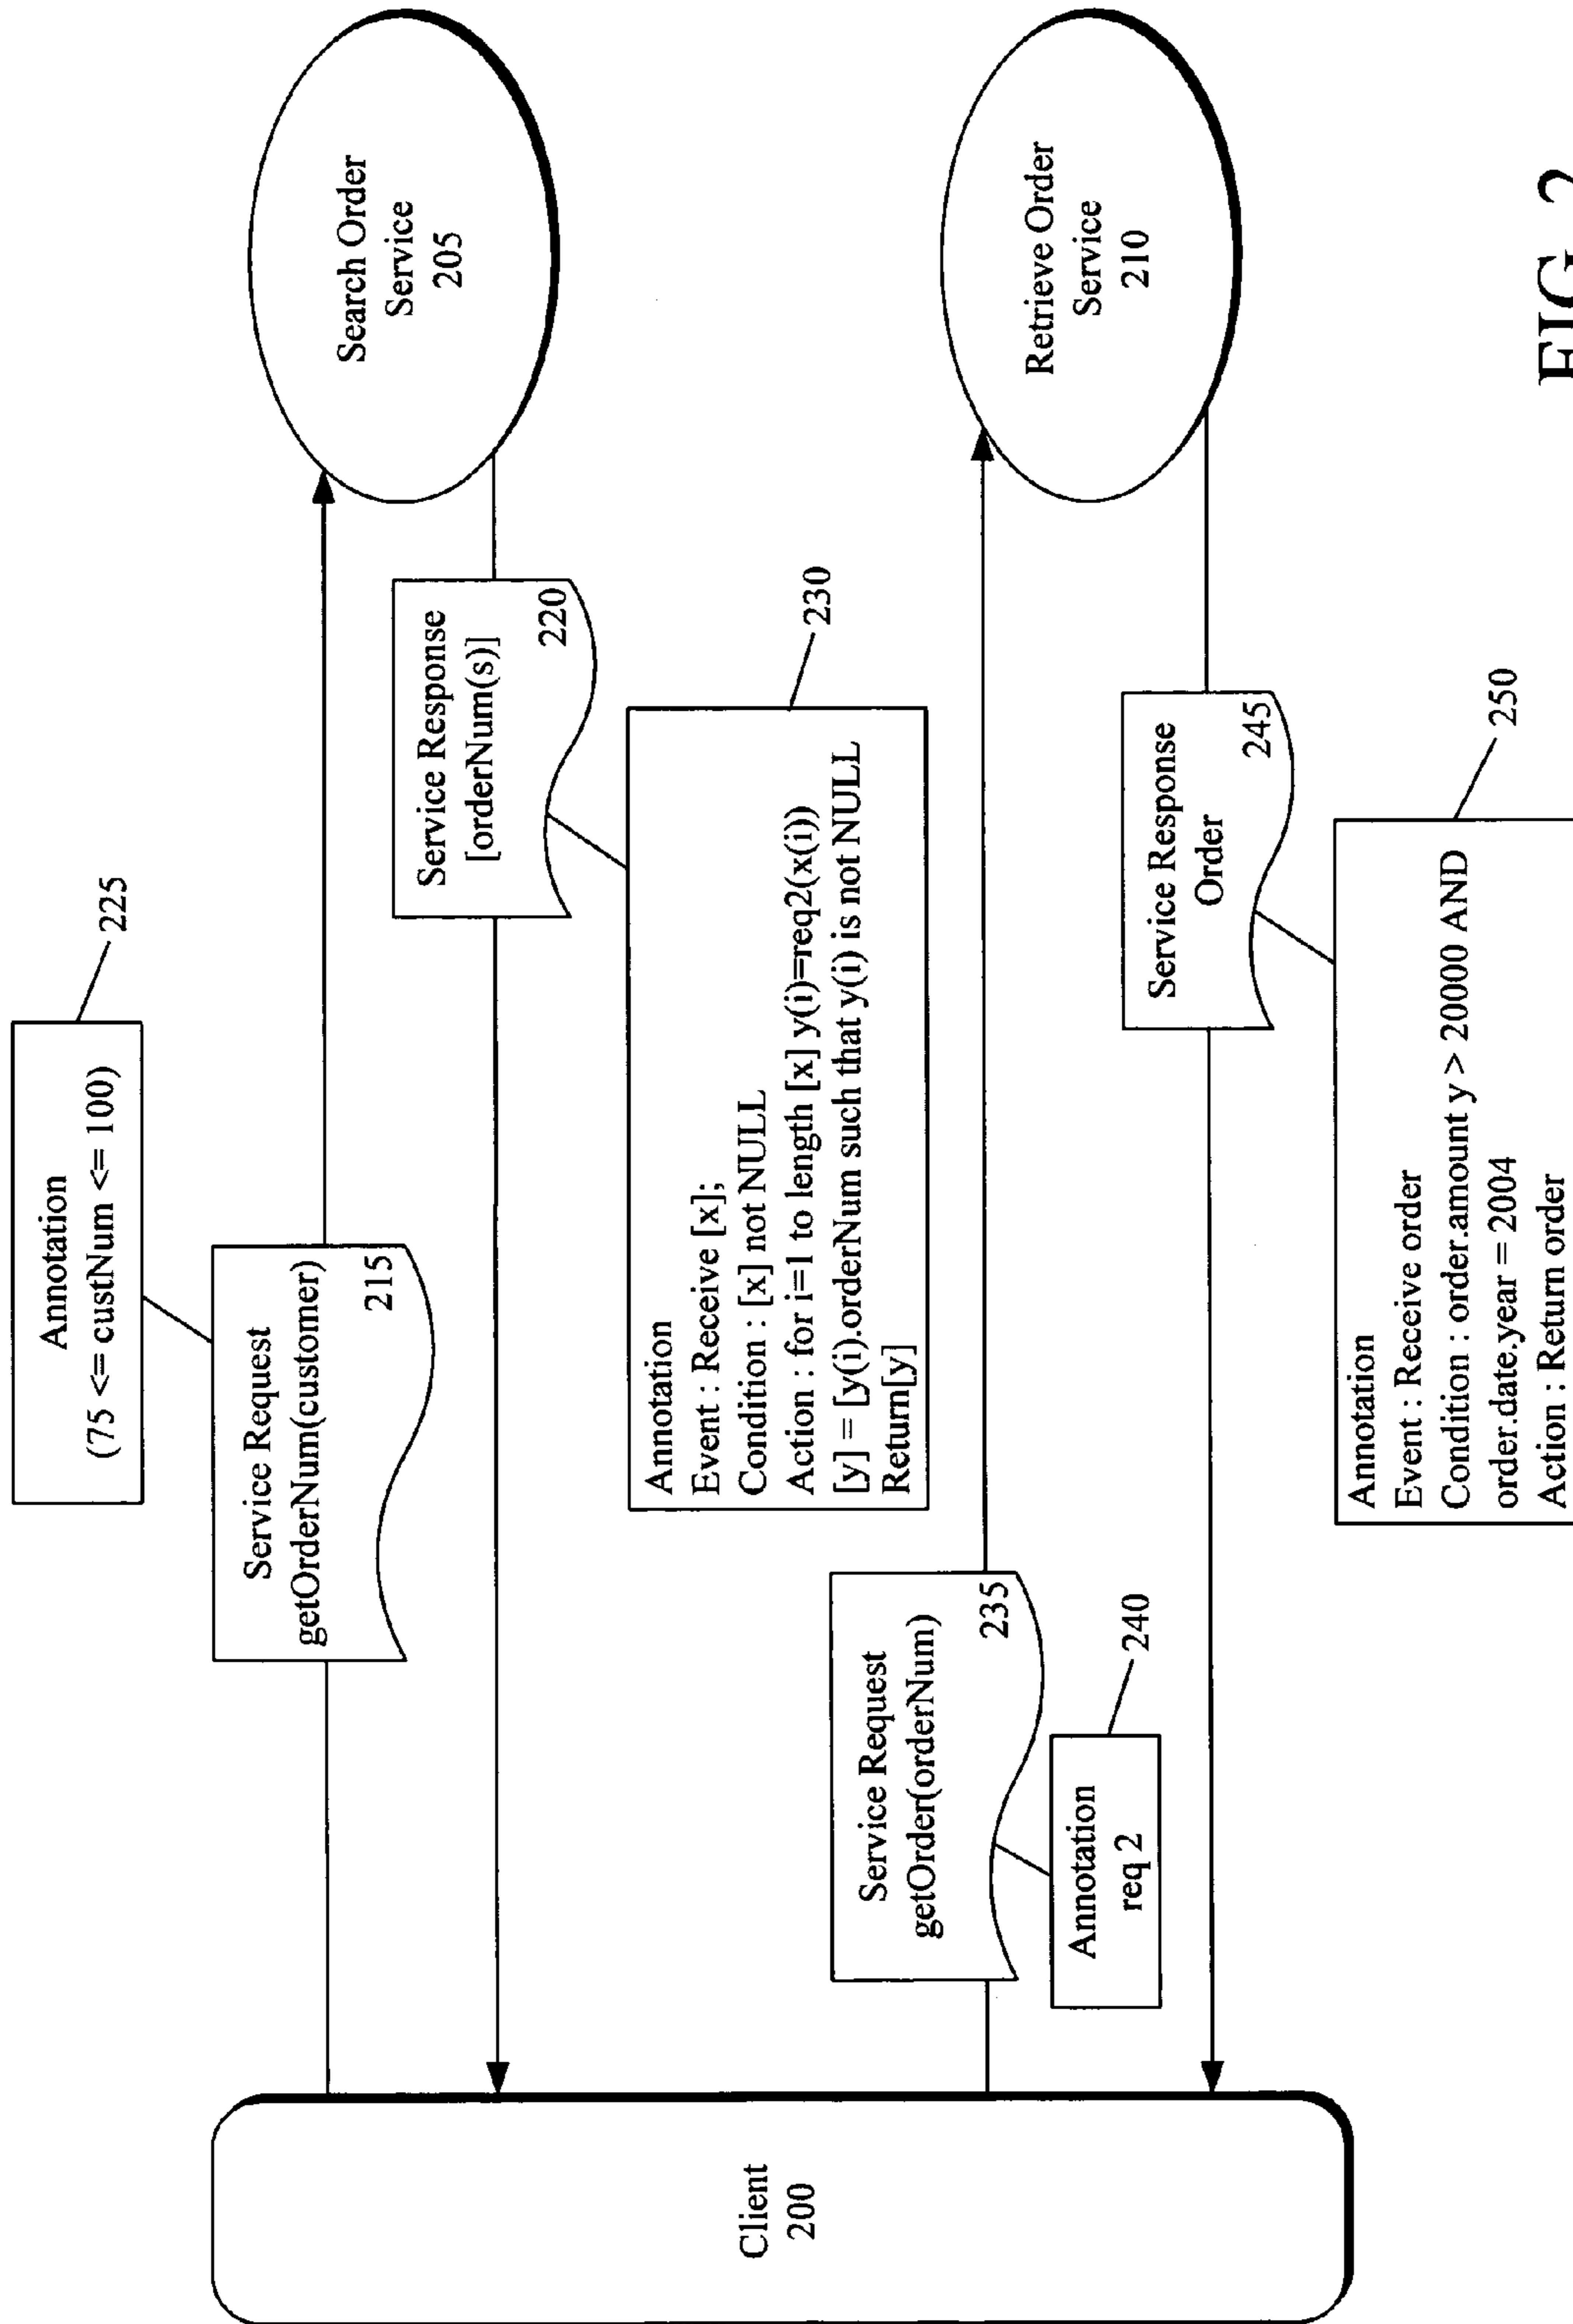 Annotation
(75 <= custNum <= 100)
225
Service Request
getOrderNum(customer)
215
Search Order
Service
205
Service Response
[orderNum(s)]
220
Annotation
Event : Receive [x];
Condition : [x] not NULL
Action : for i=1 to length [x] y(i)=req2(x(i))
[y] = [y(i).orderNum such that y(i) is not NULL
Return[y]
230
Client
200
Service Request
getOrder(orderNum)
235
Annotation
req 2
240
Retrieve Order
Service
210
Service Response
Order
245
Annotation
Event : Receive order
Condition : order.amount y > 20000 AND
order.date.year = 2004
Action : Return order
250
FIG. 2